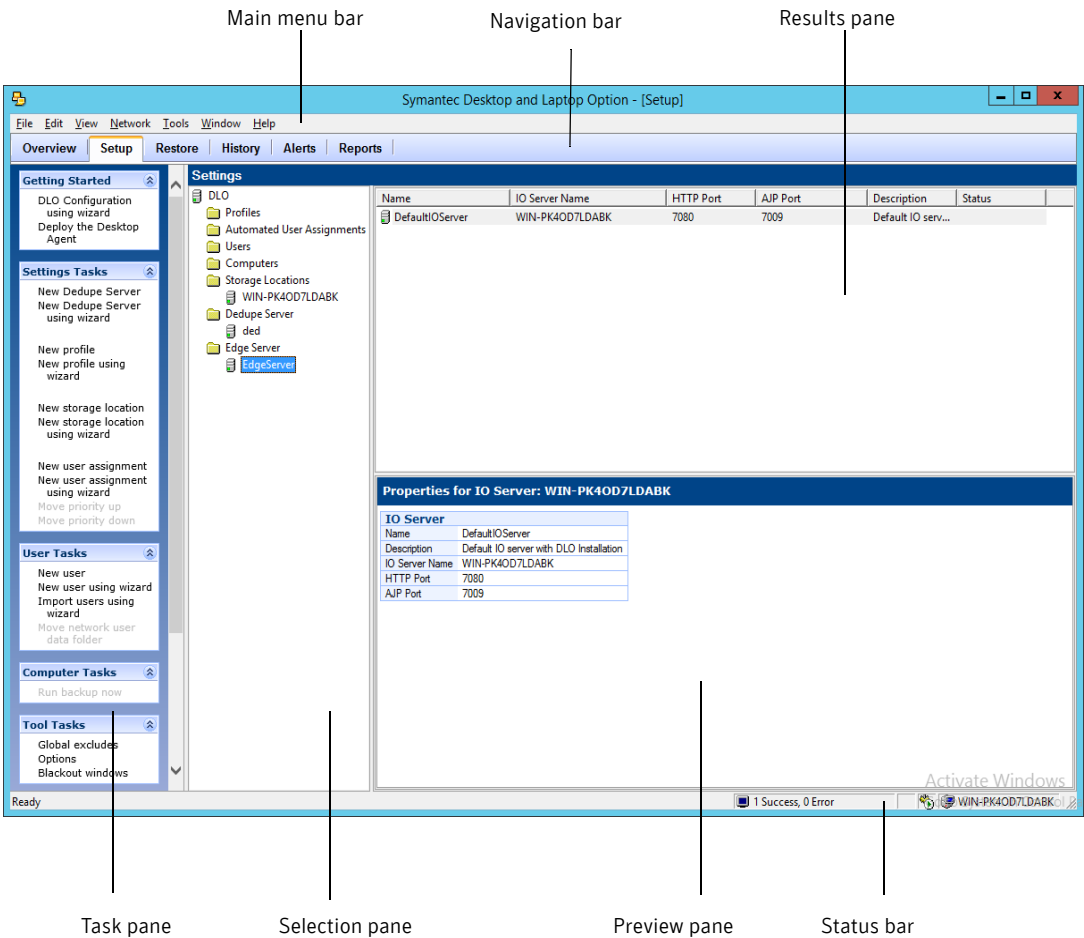 Main menu bar
Navigation bar
Results pane
Symantec Desktop and Laptop Option - [Setup]
File Edit View Network Tools Window Help
Overview Setup Restore History Alerts Reports
Getting Started
DLO Configuration
using wizard
Deploy the Desktop
Agent
Settings Tasks
New Dedupe Server
New Dedupe Server
using wizard
New profile
New profile using
wizard
New storage location
New storage location
using wizard
New user assignment
New user assignment
using wizard
Move priority up
Move priority down
User Tasks
New user
New user using wizard
Import users using
wizard
Move network user
data folder
Computer Tasks
Run backup now
Tool Tasks
Global excludes
Options
Blackout windows
Settings
DLO
Profiles
Automated User Assignments
Users
Computers
Storage Locations
WIN-PK4OD7LDABK
Dedupe Server
ded
Edge Server
EdgeServer
Name IO Server Name HTTP Port AJP Port Description Status
DefaultIOServer WIN-PK4OD7LDABK 7080 7009 Default IO serv...
Properties for IO Server: WIN-PK4OD7LDABK
IO Server
Name DefaultIOServer
Description Default IO server with DLO Installation
IO Server Name WIN-PK4OD7LDABK
HTTP Port 7080
AJP Port 7009
Activate Windows
Ready
1 Success, 0 Error
WIN-PK4OD7LDABK
Task pane
Selection pane
Preview pane
Status bar